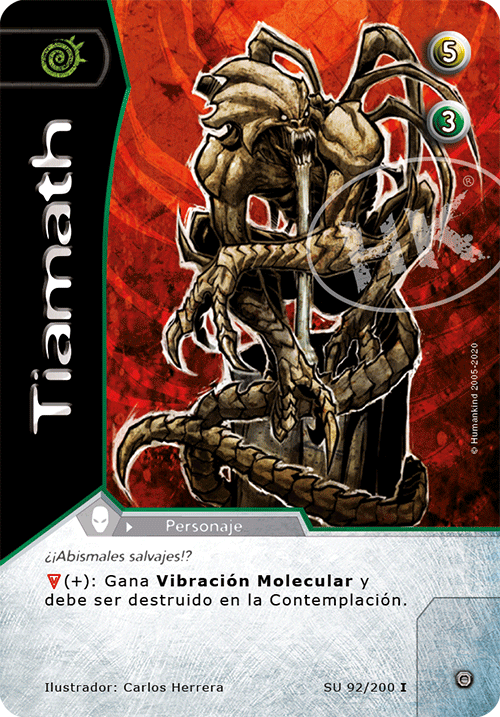 5
3
Tiamath
HK®
© Humankind 2005-2020
Personaje
¿¡Abismales salvajes!?
(+): Gana Vibración Molecular y
debe ser destruido en la Contemplación.
Ilustrador: Carlos Herrera
SU 92/200 I